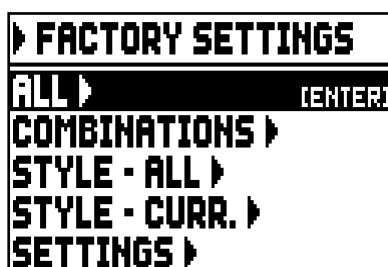 FACTORY SETTINGS
ALL [ENTER]
COMBINATIONS
STYLE - ALL
STYLE - CURR.
SETTINGS